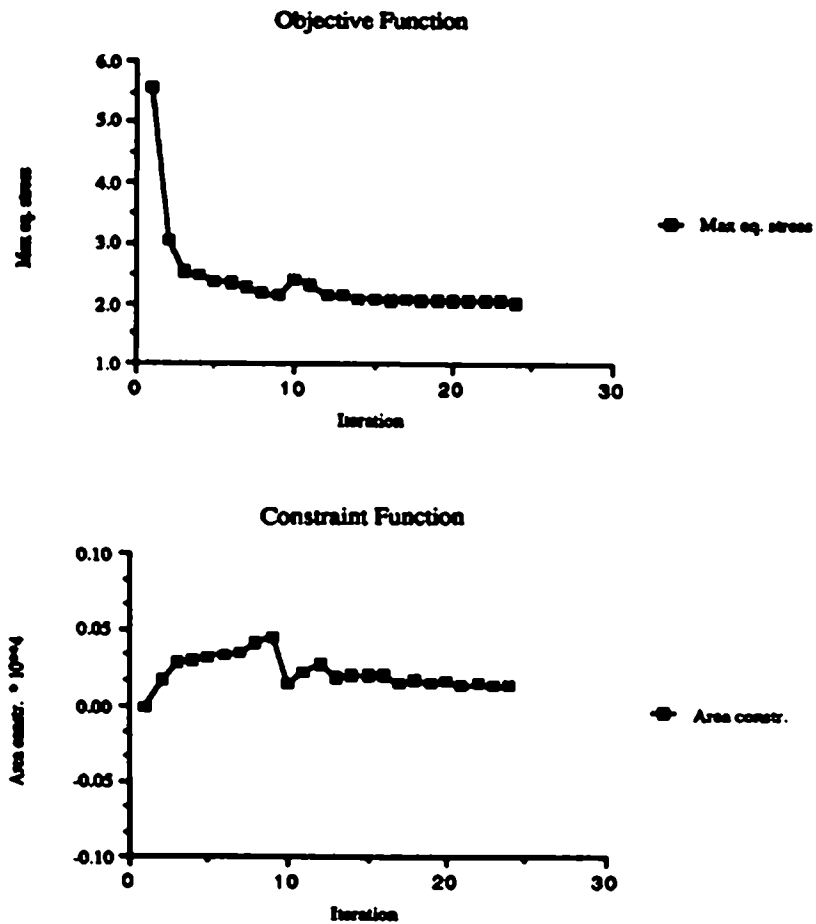 Objective Function
6.0
5.0
4.0
3.0
2.0
1.0
Max eq. stress
0
10
20
30
Iteration
Max eq. stress
Constraint Function
0.10
0.05
0.00
-0.05
-0.10
Area constr. * 10**4
0
10
20
30
Iteration
Area constr.